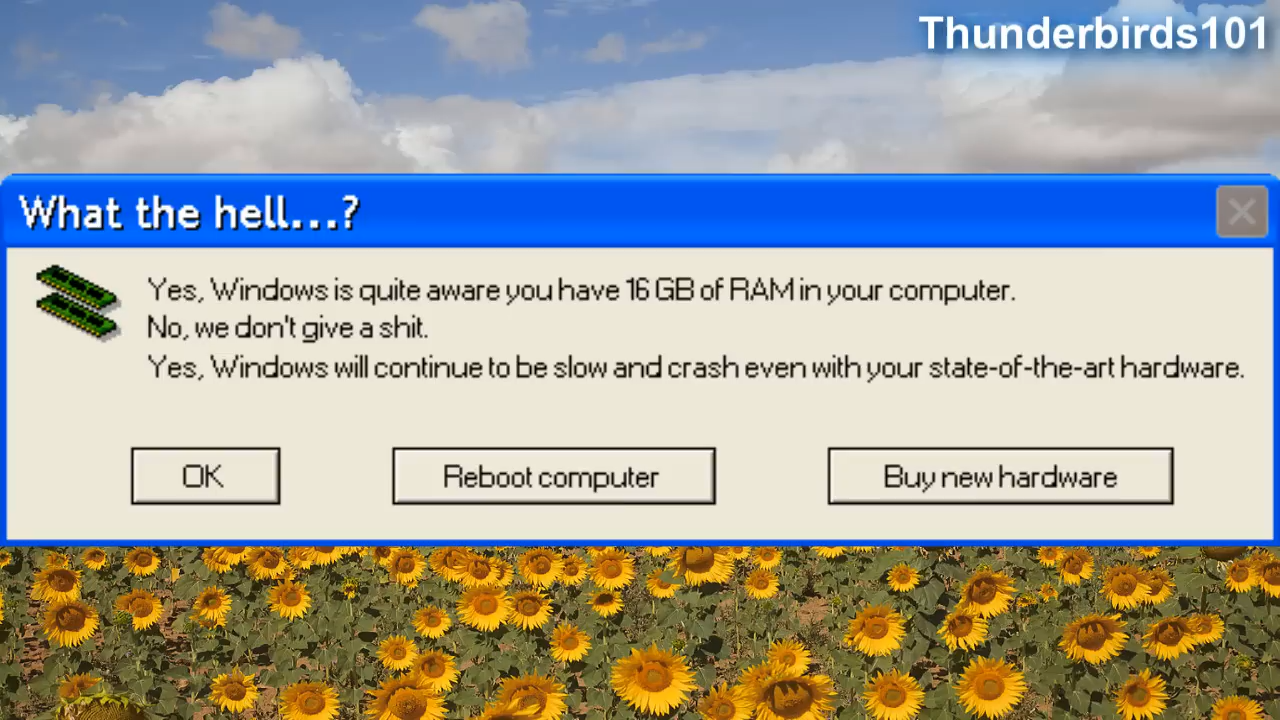 Thunderbirds101
What the hell...?
Yes, Windows is quite aware you have 16 GB of RAM in your computer.
No, we don't give a shit.
Yes, Windows will continue to be slow and crash even with your state-of-the-art hardware.
OK
Reboot computer
Buy new hardware